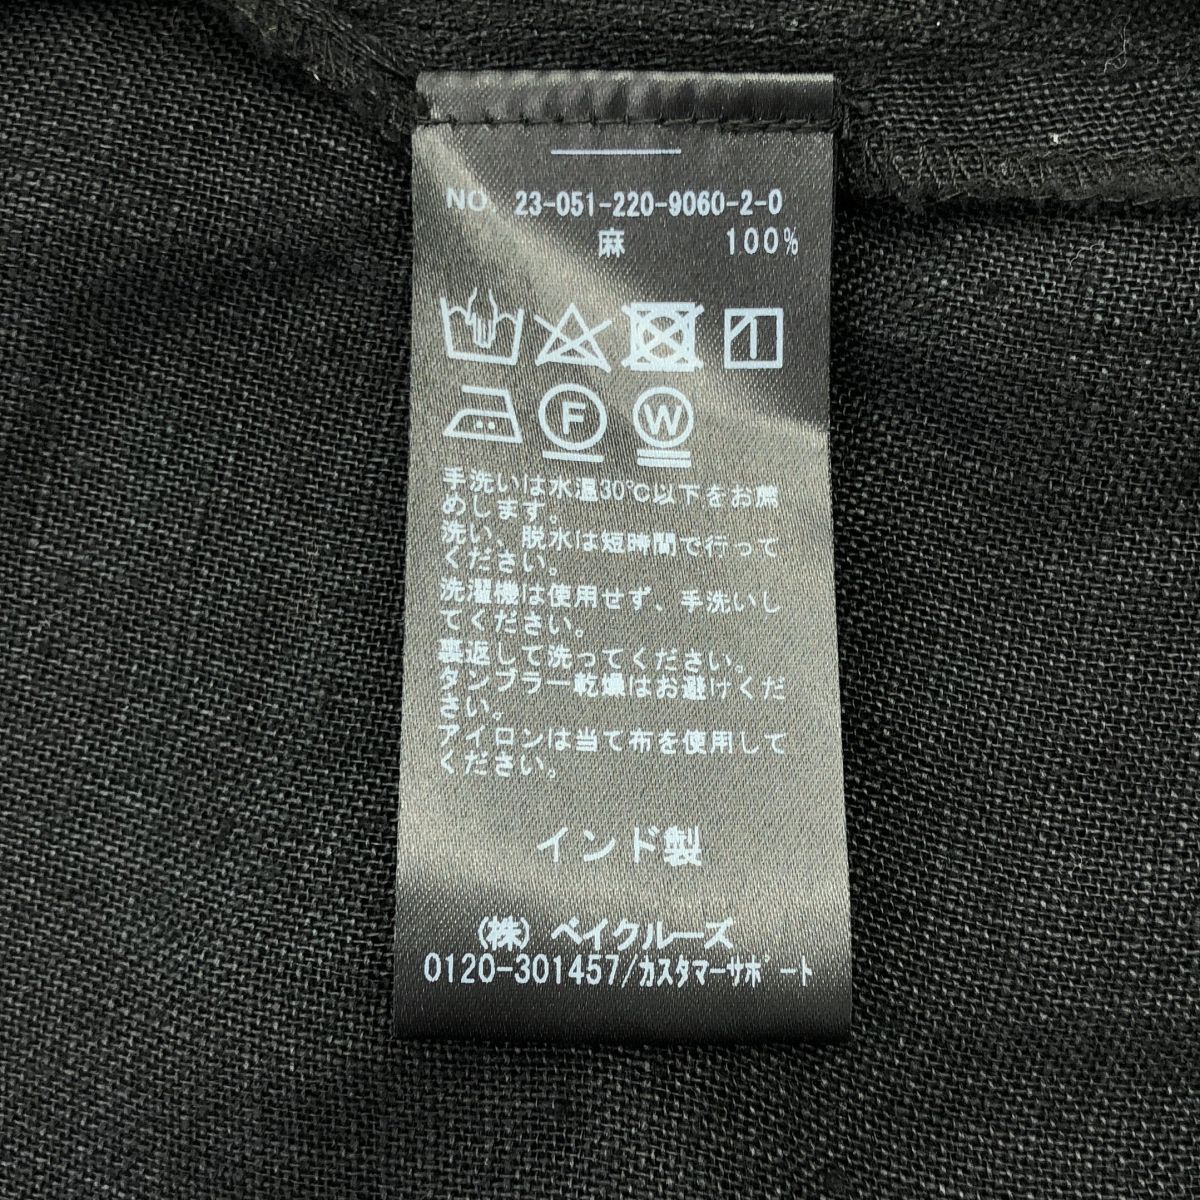 NO. 23-051-220-9060-2-0
麻 100%
F W
手洗いは水温30℃以下をお薦
めします。
洗い、脱水は短時間で行って
ください。
洗濯機は使用せず、手洗いし
てください。
裏返して洗ってください。
タンブラー乾燥はお避けくだ
さい。
アイロンは当て布を使用して
ください。
インド製
(株) ベイクルーズ
0120-301457/ｶｽﾀﾏｰｻﾎﾟｰﾄ